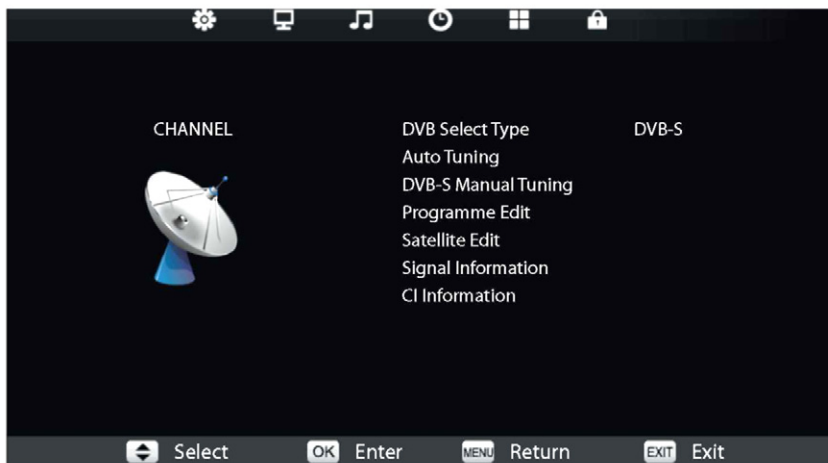 CHANNEL
DVB Select Type DVB-S
Auto Tuning
DVB-S Manual Tuning
Programme Edit
Satellite Edit
Signal Information
CI Information
Select OK Enter MENU Return EXIT Exit